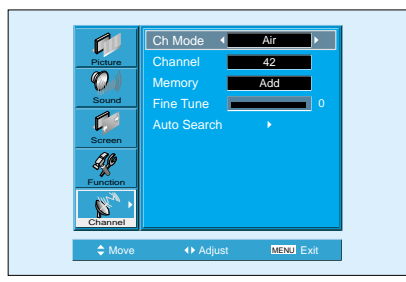 Picture
Sound
Screen
Function
Channel
Ch Mode Air
Channel 42
Memory Add
Fine Tune 0
Auto Search
Move Adjust MENU Exit